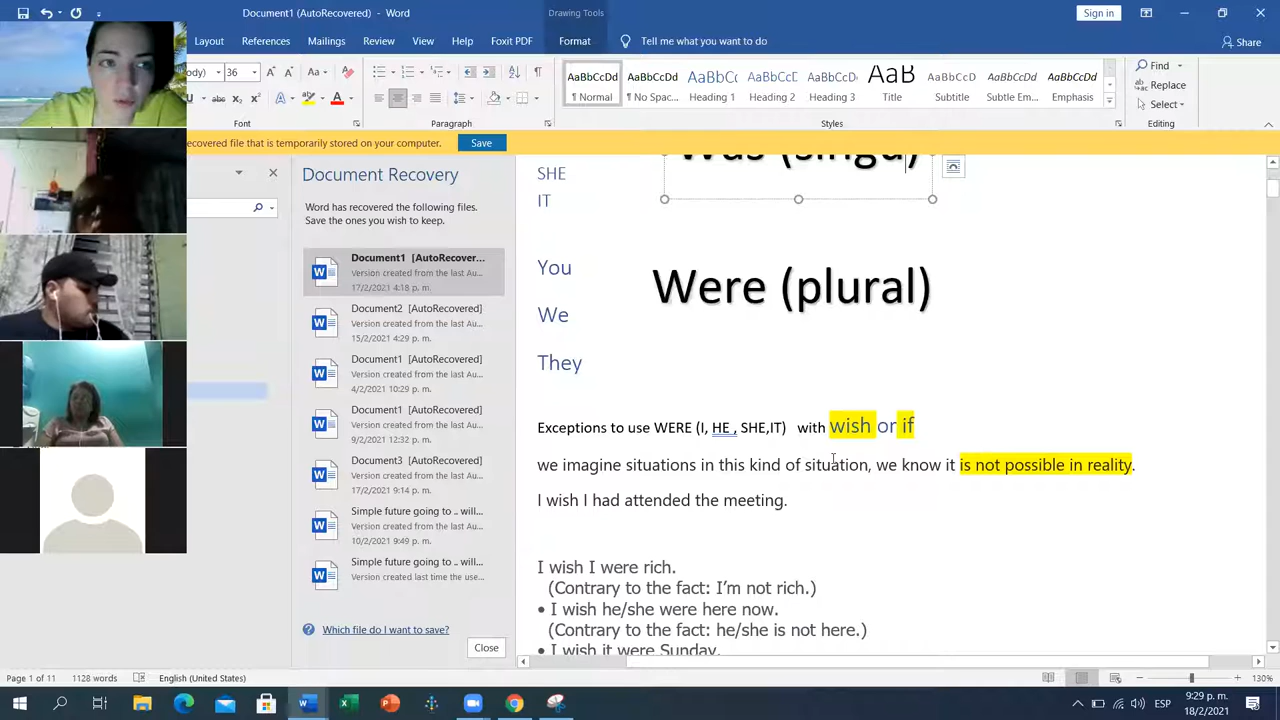 Document1 [AutoRecovered] - Word
Drawing Tools
Sign in
Layout References Mailings Review View Help Foxit PDF Format Tell me what you want to do
Share
36
Aa
AaBbCcDd AaBbCcDd AaBbC( AaBbCcDd AaBbCcDd AaB AaBbCcD AaBbCcDd AaBbCcDd
¶ Normal ¶ No Spac... Heading 1 Heading 2 Heading 3 Title Subtitle Subtle Em... Emphasis
Find
Replace
Select
Font Paragraph Styles Editing
recovered file that is temporarily stored on your computer. Save
Document Recovery
Word has recovered the following files.
Save the ones you wish to keep.
Document1 [AutoRecover...
Version created from the last Au...
17/2/2021 4:18 p. m.
Document2 [AutoRecovered]
Version created from the last Au...
15/2/2021 4:29 p. m.
Document1 [AutoRecovered]
Version created from the last Au...
4/2/2021 10:29 p. m.
Document1 [AutoRecovered]
Version created from the last Au...
9/2/2021 12:32 p. m.
Document3 [AutoRecovered]
Version created from the last Au...
17/2/2021 9:14 p. m.
Simple future going to .. will...
Version created from the last Au...
10/2/2021 9:49 p. m.
Simple future going to .. will...
Version created last time the use...
Which file do I want to save?
Close
Was (singu)
SHE
IT
You
Were (plural)
We
They
Exceptions to use WERE (I, HE , SHE,IT) with wish or if
we imagine situations in this kind of situation, we know it is not possible in reality.
I wish I had attended the meeting.
I wish I were rich.
(Contrary to the fact: I'm not rich.)
• I wish he/she were here now.
(Contrary to the fact: he/she is not here.)
• I wish it were Sunday.
Page 1 of 11 1128 words English (United States)
130%
ESP
9:29 p. m.
18/2/2021